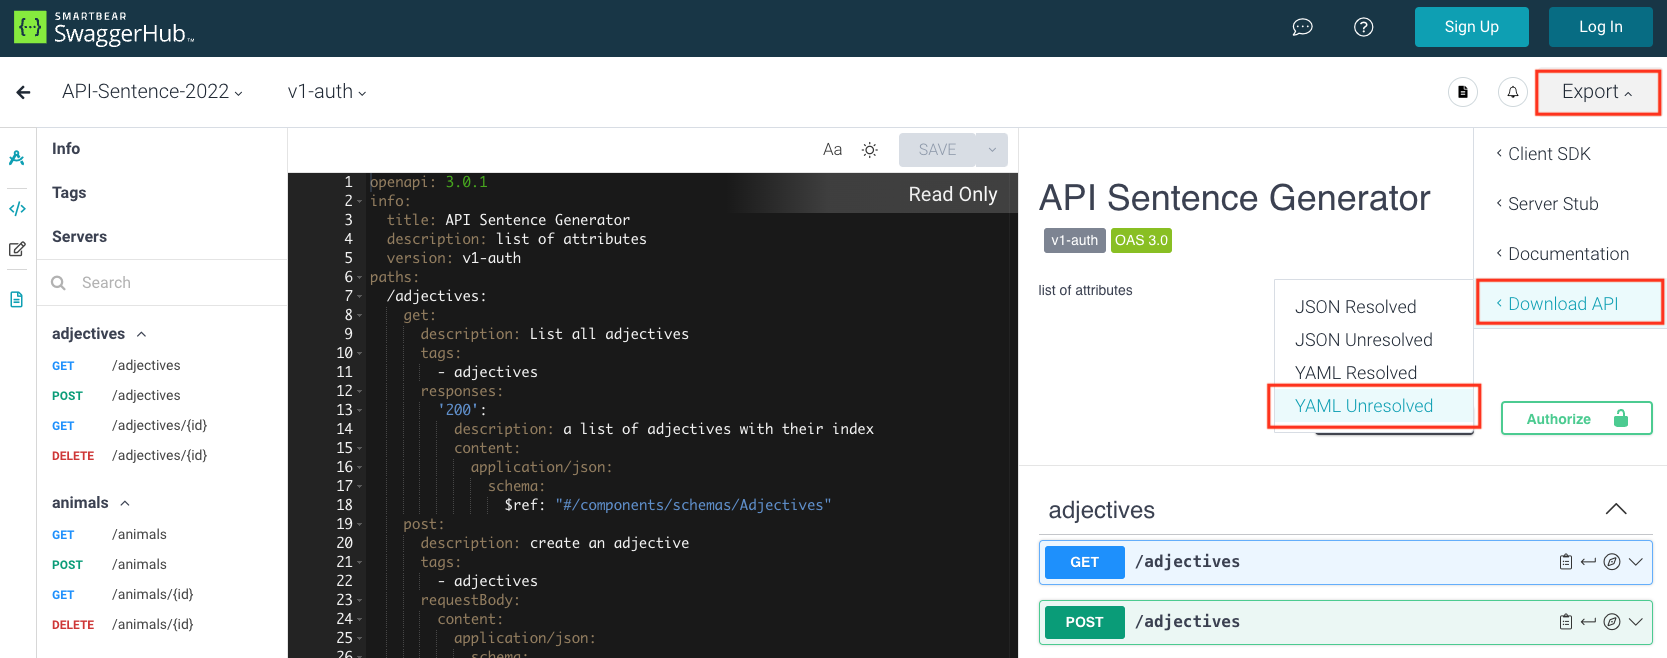 SMARTBEAR
SwaggerHub™
Sign Up
Log In
API-Sentence-2022
v1-auth
Export
Info
Tags
Servers
Search
adjectives
GET /adjectives
POST /adjectives
GET /adjectives/{id}
DELETE /adjectives/{id}
animals
GET /animals
POST /animals
GET /animals/{id}
DELETE /animals/{id}
Aa
SAVE
Read Only
1 openapi: 3.0.1
2 info:
3 title: API Sentence Generator
4 description: list of attributes
5 version: v1-auth
6 paths:
7 /adjectives:
8 get:
9 description: List all adjectives
10 tags:
11 - adjectives
12 responses:
13 '200':
14 description: a list of adjectives with their index
15 content:
16 application/json:
17 schema:
18 $ref: "#/components/schemas/Adjectives"
19 post:
20 description: create an adjective
21 tags:
22 - adjectives
23 requestBody:
24 content:
25 application/json:
26 schema:
API Sentence Generator
v1-auth
OAS 3.0
list of attributes
Client SDK
Server Stub
Documentation
Download API
JSON Resolved
JSON Unresolved
YAML Resolved
YAML Unresolved
Authorize
adjectives
GET /adjectives
POST /adjectives